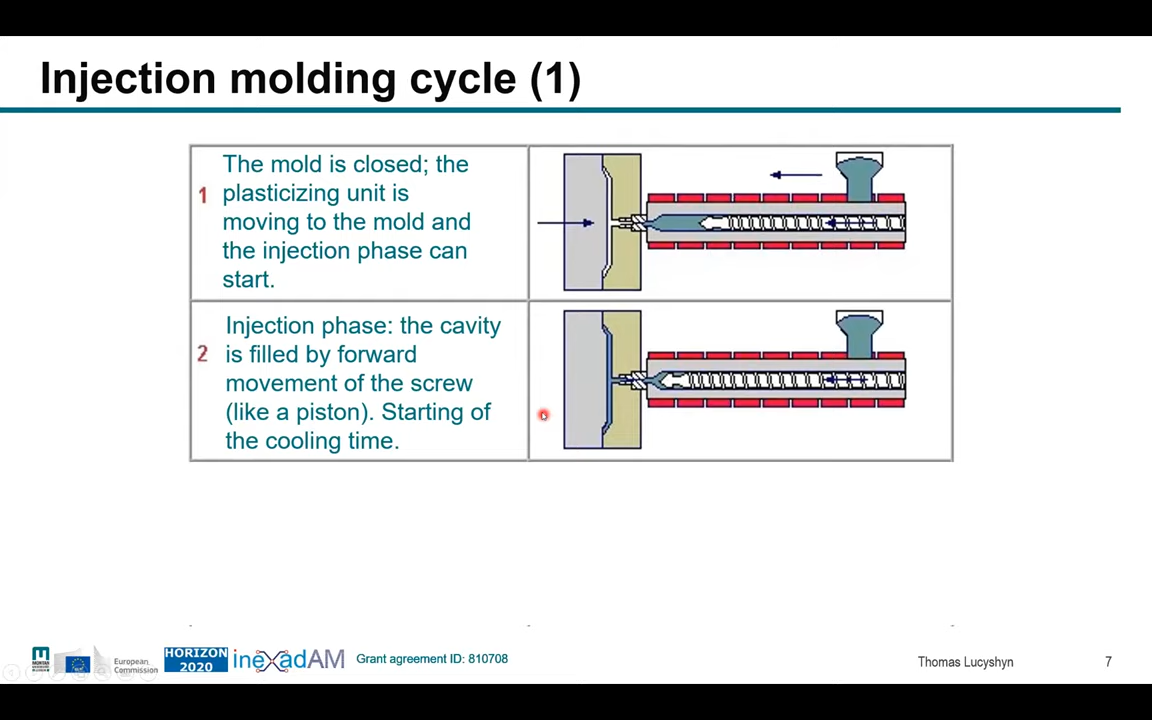 Injection molding cycle (1)
1
The mold is closed; the
plasticizing unit is
moving to the mold and
the injection phase can
start.
2
Injection phase: the cavity
is filled by forward
movement of the screw
(like a piston). Starting of
the cooling time.
European
Commission
HORIZON
2020
inexadAM
Grant agreement ID: 810708
Thomas Lucyshyn
7